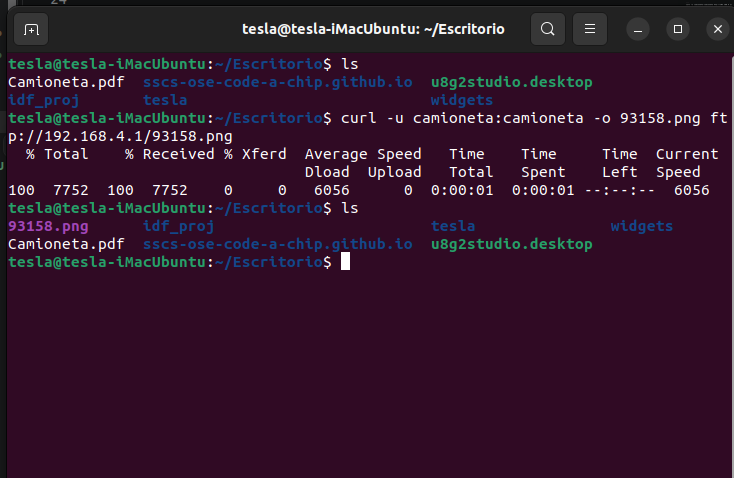 24
tesla@tesla-iMacUbuntu: ~/Escritorio
tesla@tesla-iMacUbuntu:~/Escritorio$ ls
Camioneta.pdf  sscs-ose-code-a-chip.github.io  u8g2studio.desktop
idf_proj       tesla                           widgets
tesla@tesla-iMacUbuntu:~/Escritorio$ curl -u camioneta:camioneta -o 93158.png ft
p://192.168.4.1/93158.png
  % Total    % Received % Xferd  Average Speed   Time    Time     Time  Current
                                 Dload  Upload   Total   Spent    Left  Speed
100  7752  100  7752    0     0   6056      0  0:00:01  0:00:01 --:--:--  6056
tesla@tesla-iMacUbuntu:~/Escritorio$ ls
93158.png      idf_proj                        tesla               widgets
Camioneta.pdf  sscs-ose-code-a-chip.github.io  u8g2studio.desktop
tesla@tesla-iMacUbuntu:~/Escritorio$